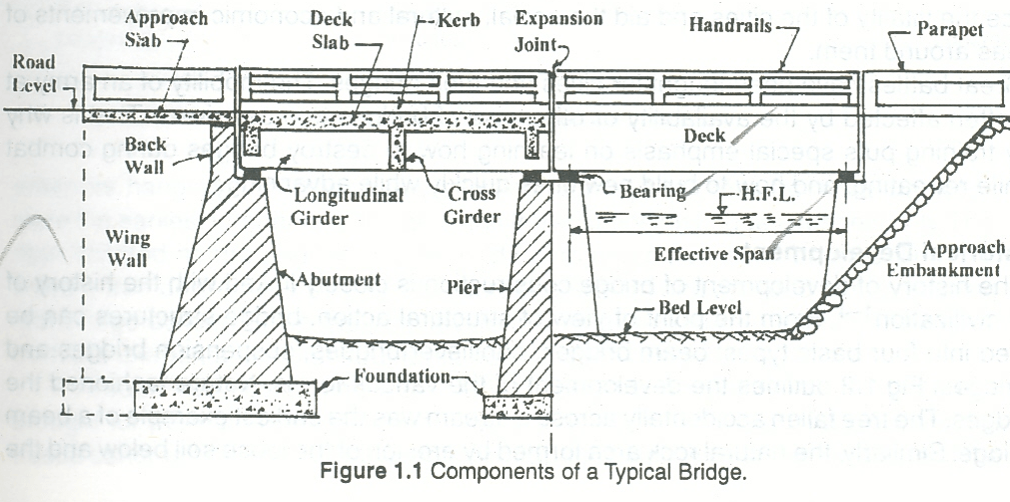 Approach
Slab
Deck
Slab
Kerb
Expansion
Joint
Handrails
Parapet
Road
Level
Back
Wall
Deck
Longitudinal
Girder
Cross
Girder
Bearing
H.F.L.
Wing
Wall
Abutment
Pier
Effective Span
Approach
Embankment
Bed Level
Foundation
Figure 1.1 Components of a Typical Bridge.